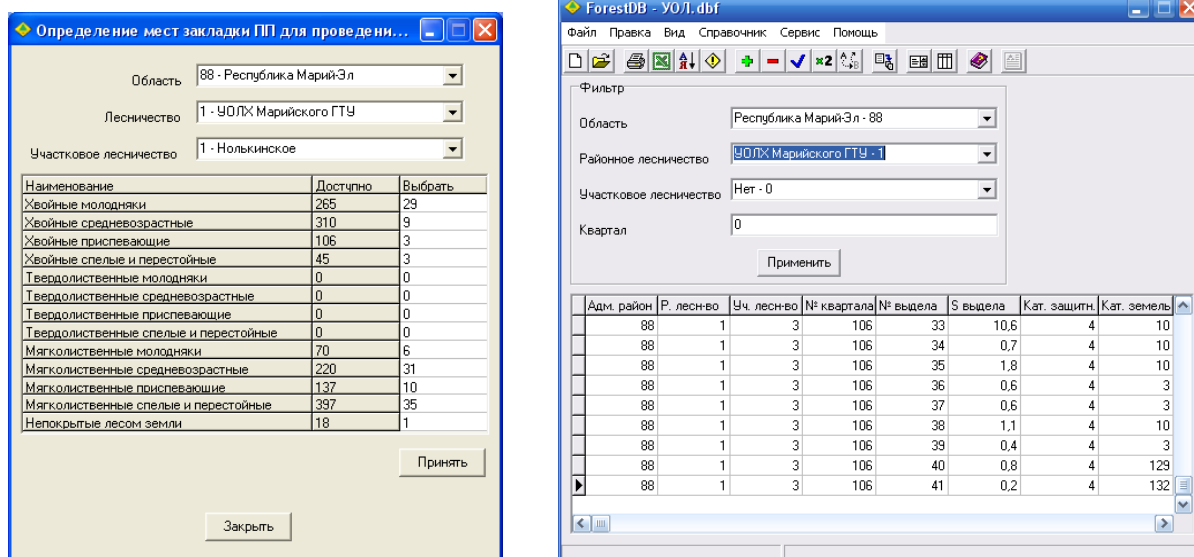 Определение мест закладки ПП для проведени...
Область
88 - Республика Марий-Эл
Лесничество
1 - УОЛХ Марийского ГТУ
Участковое лесничество
1 - Нолькинское
Наименование Доступно Выбрать
Хвойные молодняки 265 29
Хвойные средневозрастные 310 9
Хвойные приспевающие 106 3
Хвойные спелые и перестойные 45 3
Твердолиственные молодняки 0 0
Твердолиственные средневозрастные 0 0
Твердолиственные приспевающие 0 0
Твердолиственные спелые и перестойные 0 0
Мягколиственные молодняки 70 6
Мягколиственные средневозрастные 220 31
Мягколиственные приспевающие 137 10
Мягколиственные спелые и перестойные 397 35
Непокрытые лесом земли 18 1
Принять
Закрыть
ForestDB - УОЛ.dbf
Файл Правка Вид Справочник Сервис Помощь
Фильтр
Область
Республика Марий-Эл - 88
Районное лесничество
УОЛХ Марийского ГТУ - 1
Участковое лесничество
Нет - 0
Квартал
0
Применить
Адм. район Р. лесн-во Уч. лесн-во № квартала № выдела S выдела Кат. защитн. Кат. земель
88 1 3 106 33 10,6 4 10
88 1 3 106 34 0,7 4 10
88 1 3 106 35 1,8 4 10
88 1 3 106 36 0,6 4 3
88 1 3 106 37 0,6 4 3
88 1 3 106 38 1,1 4 10
88 1 3 106 39 0,4 4 3
88 1 3 106 40 0,8 4 129
88 1 3 106 41 0,2 4 132